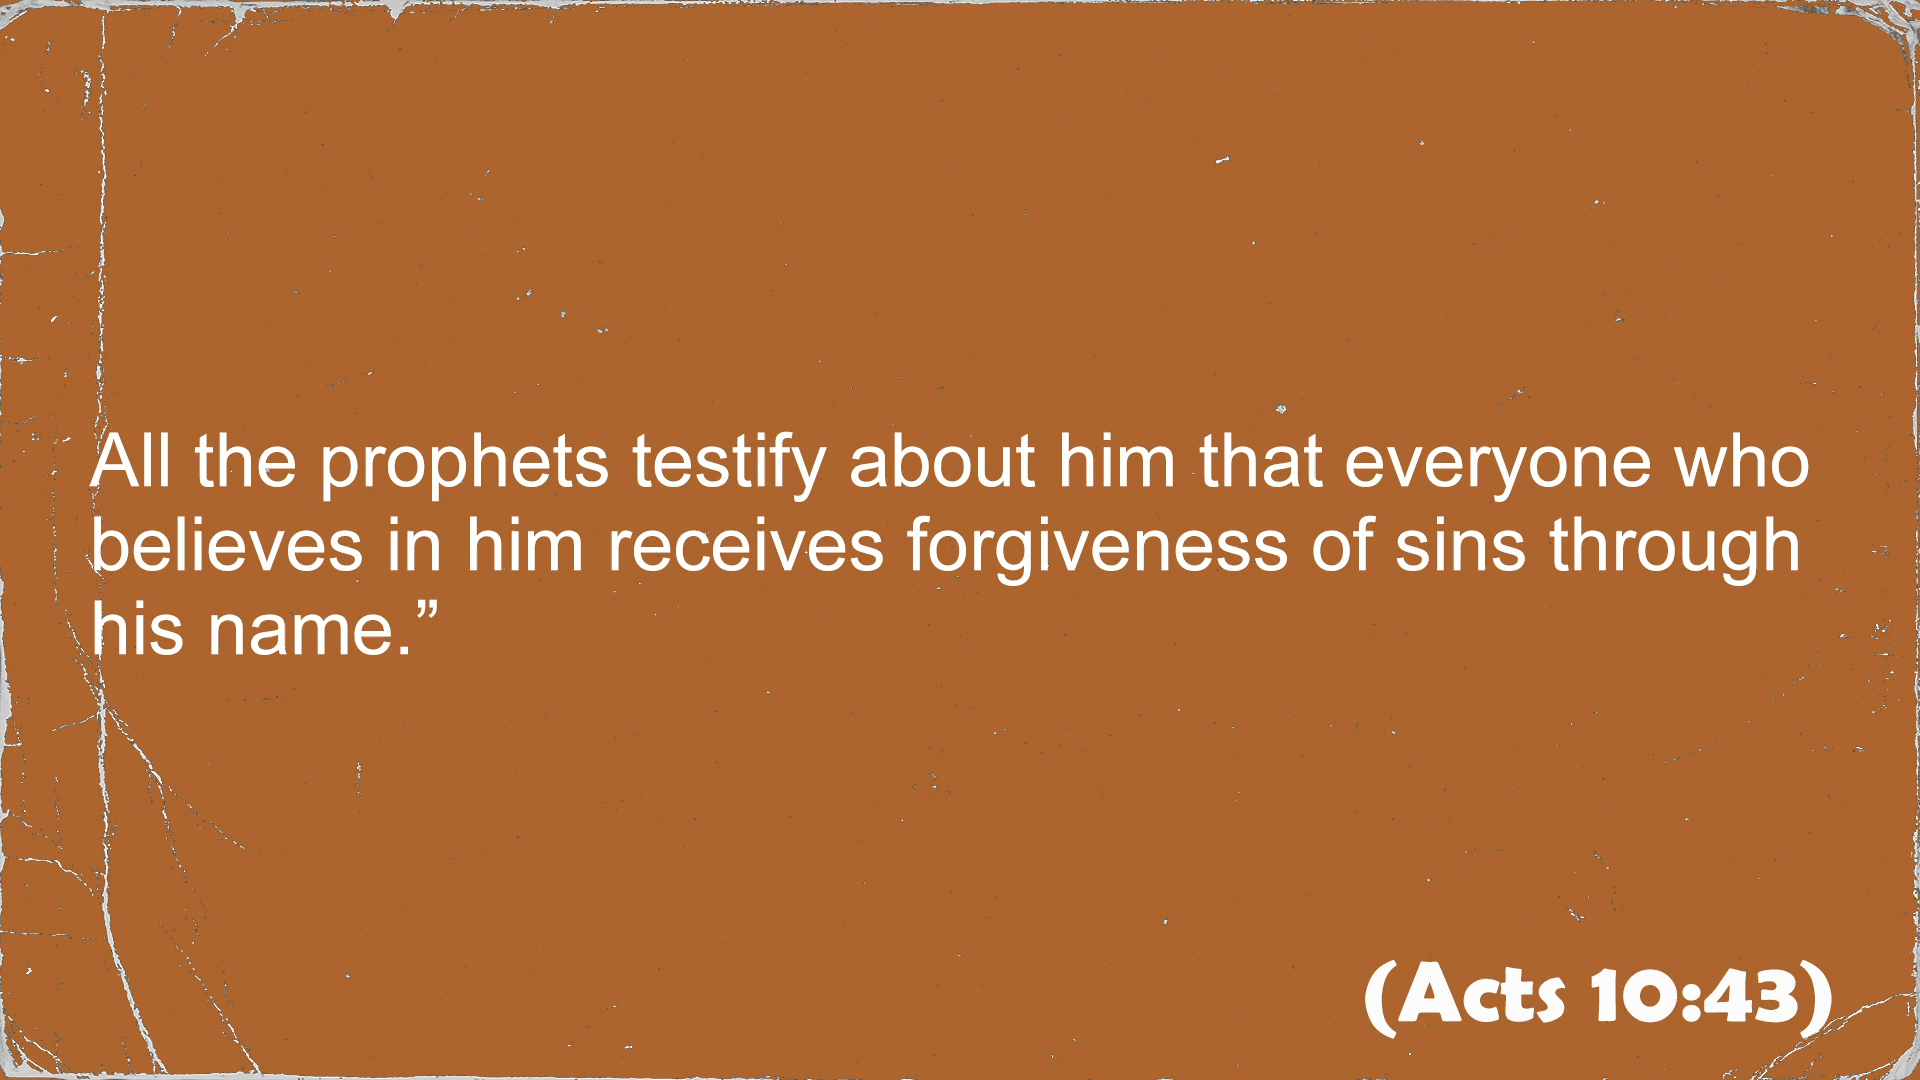 All the prophets testify about him that everyone who
believes in him receives forgiveness of sins through
his name.”
(Acts 10:43)